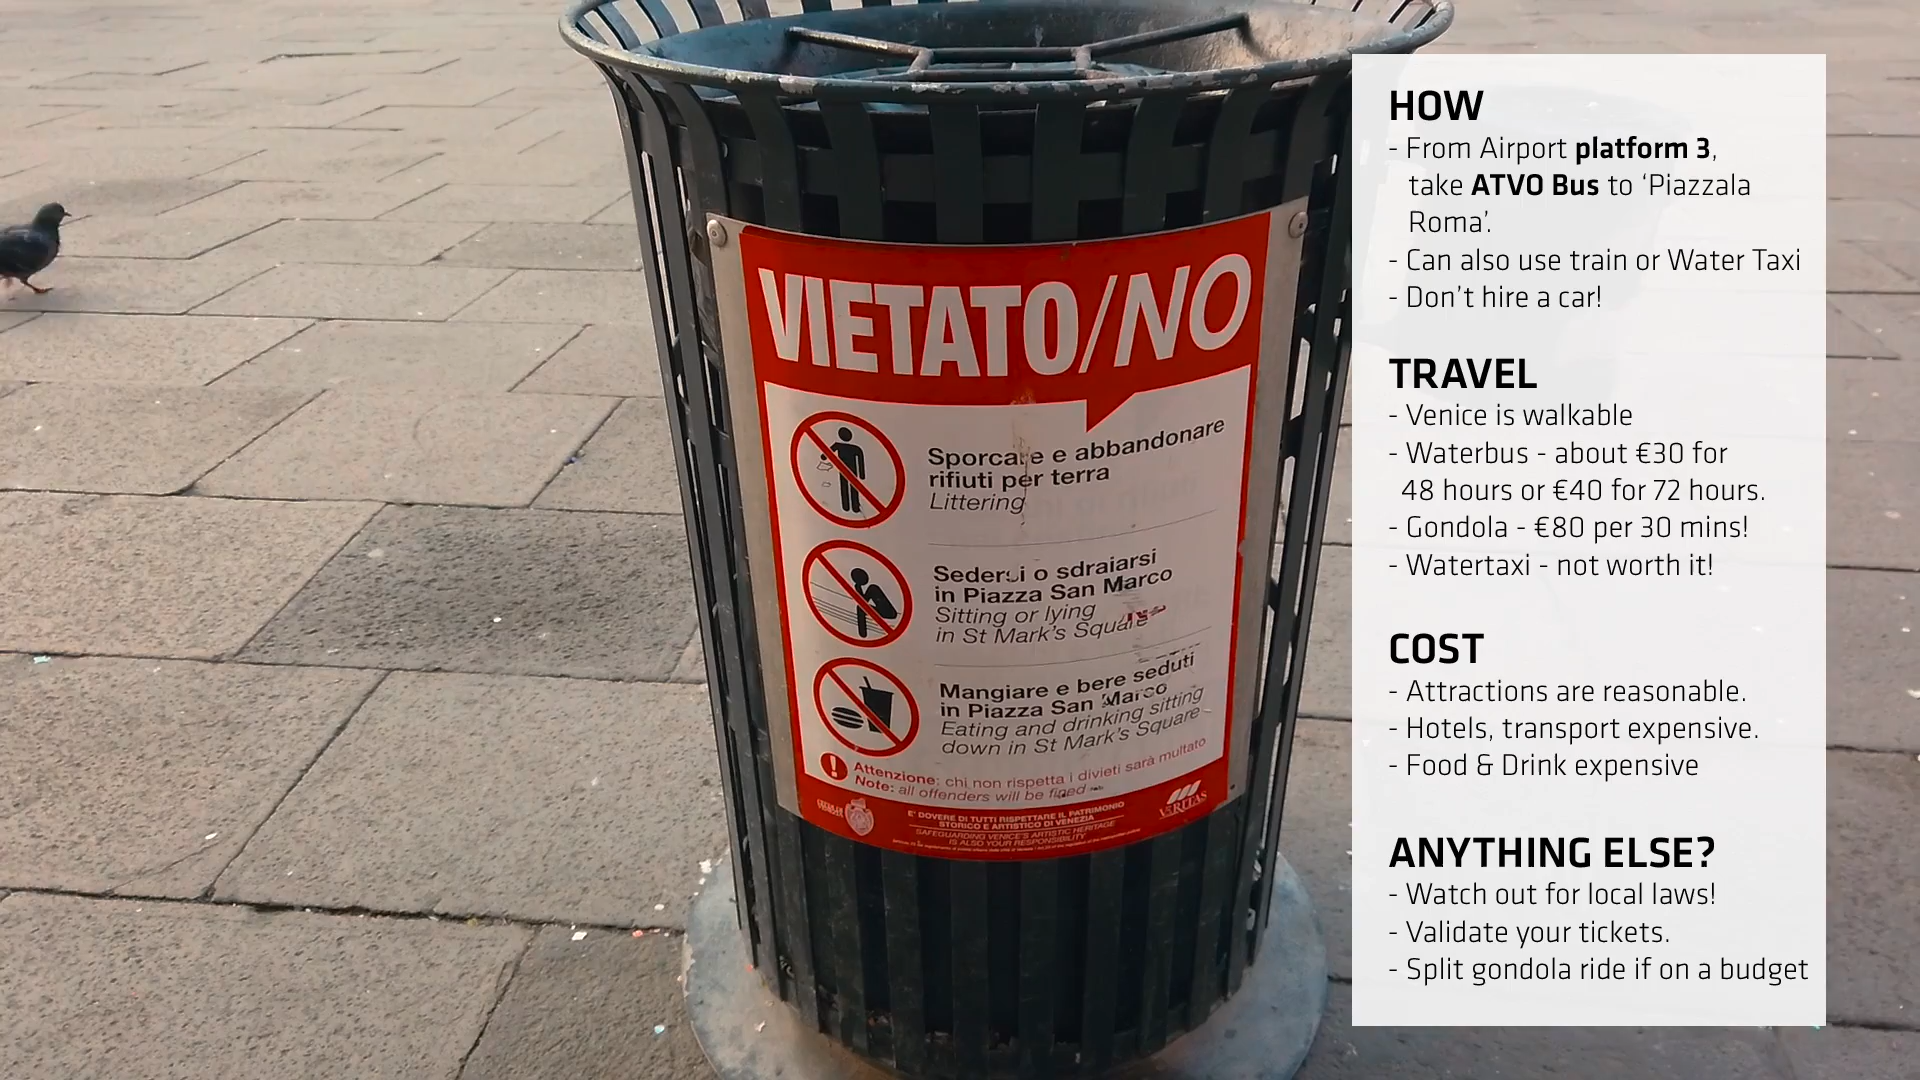 VIETATO/NO
Sporcare e abbandonare
rifiuti per terra
Littering
Sedersi o sdraiarsi
in Piazza San Marco
Sitting or lying
in St Mark's Square
Mangiare e bere seduti
in Piazza San Marco
Eating and drinking sitting
down in St Mark's Square
Attenzione: chi non rispetta i divieti sarà multato
Note: all offenders will be fined
E' DOVERE DI TUTTI RISPETTARE IL PATRIMONIO
STORICO E ARTISTICO DI VENEZIA
SAFEGUARDING VENICE'S ARTISTIC HERITAGE
IS ALSO YOUR RESPONSIBILITY
VERITAS
HOW
- From Airport platform 3,
take ATVO Bus to ‘Piazzala
Roma’.
- Can also use train or Water Taxi
- Don’t hire a car!
TRAVEL
- Venice is walkable
- Waterbus - about €30 for
48 hours or €40 for 72 hours.
- Gondola - €80 per 30 mins!
- Watertaxi - not worth it!
COST
- Attractions are reasonable.
- Hotels, transport expensive.
- Food & Drink expensive
ANYTHING ELSE?
- Watch out for local laws!
- Validate your tickets.
- Split gondola ride if on a budget